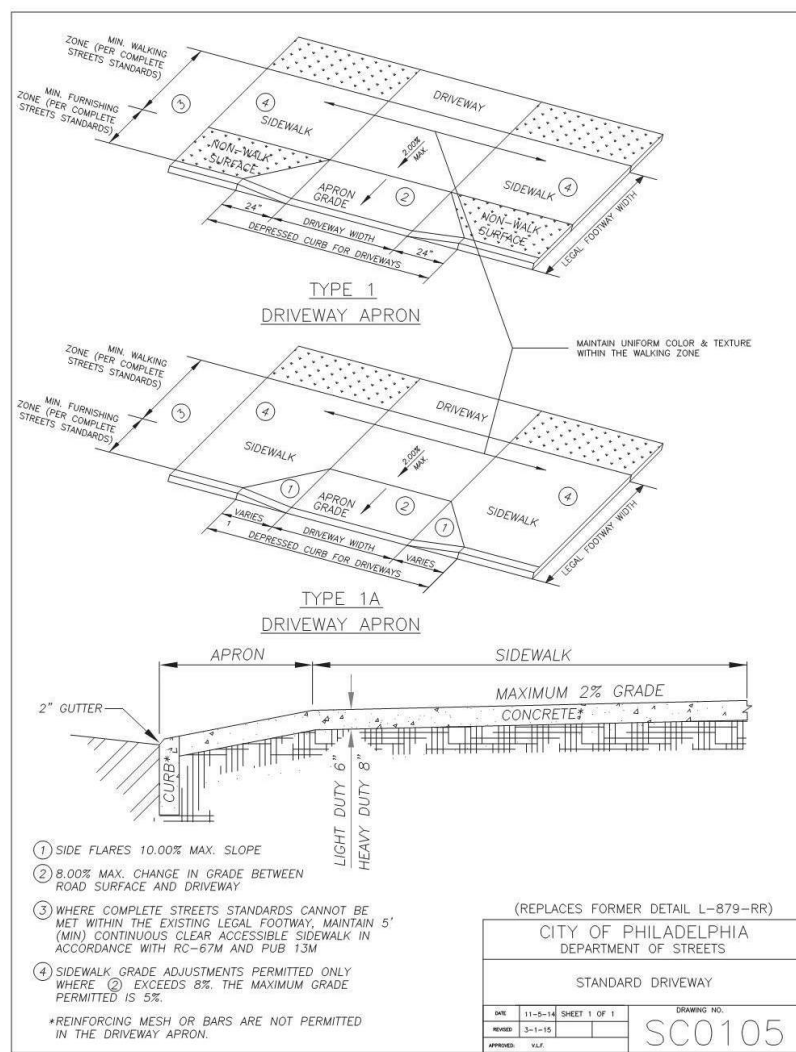 MIN. WALKING
ZONE (PER COMPLETE
STREETS STANDARDS)
MIN. FURNISHING
ZONE (PER COMPLETE
STREETS STANDARDS)
3
4
SIDEWALK
DRIVEWAY
2.00%
MAX.
NON-WALK
SURFACE
APRON
GRADE
2
SIDEWALK
4
NON-WALK
SURFACE
LEGAL FOOTWAY WIDTH
24"
DRIVEWAY WIDTH
24"
DEPRESSED CURB FOR DRIVEWAYS
TYPE 1
DRIVEWAY APRON
MAINTAIN UNIFORM COLOR & TEXTURE
WITHIN THE WALKING ZONE
MIN. WALKING
ZONE (PER COMPLETE
STREETS STANDARDS)
MIN. FURNISHING
ZONE (PER COMPLETE
STREETS STANDARDS)
3
4
SIDEWALK
DRIVEWAY
2.00%
MAX.
1
APRON
GRADE
2
1
SIDEWALK
4
LEGAL FOOTWAY WIDTH
VARIES
1
DRIVEWAY WIDTH
VARIES
DEPRESSED CURB FOR DRIVEWAYS
TYPE 1A
DRIVEWAY APRON
APRON
SIDEWALK
2" GUTTER
MAXIMUM 2% GRADE
CONCRETE*
CURB*
LIGHT DUTY 6"
HEAVY DUTY 8"
1 SIDE FLARES 10.00% MAX. SLOPE
2 8.00% MAX. CHANGE IN GRADE BETWEEN
ROAD SURFACE AND DRIVEWAY
3 WHERE COMPLETE STREETS STANDARDS CANNOT BE
MET WITHIN THE EXISTING LEGAL FOOTWAY, MAINTAIN 5'
(MIN) CONTINUOUS CLEAR ACCESSIBLE SIDEWALK IN
ACCORDANCE WITH RC-67M AND PUB 13M
4 SIDEWALK GRADE ADJUSTMENTS PERMITTED ONLY
WHERE 2 EXCEEDS 8%. THE MAXIMUM GRADE
PERMITTED IS 5%.
*REINFORCING MESH OR BARS ARE NOT PERMITTED
IN THE DRIVEWAY APRON.
(REPLACES FORMER DETAIL L-879-RR)
CITY OF PHILADELPHIA
DEPARTMENT OF STREETS
STANDARD DRIVEWAY
DATE 11-5-14 SHEET 1 OF 1
REVISED 3-1-15
APPROVED: V.L.F.
DRAWING NO.
SC0105